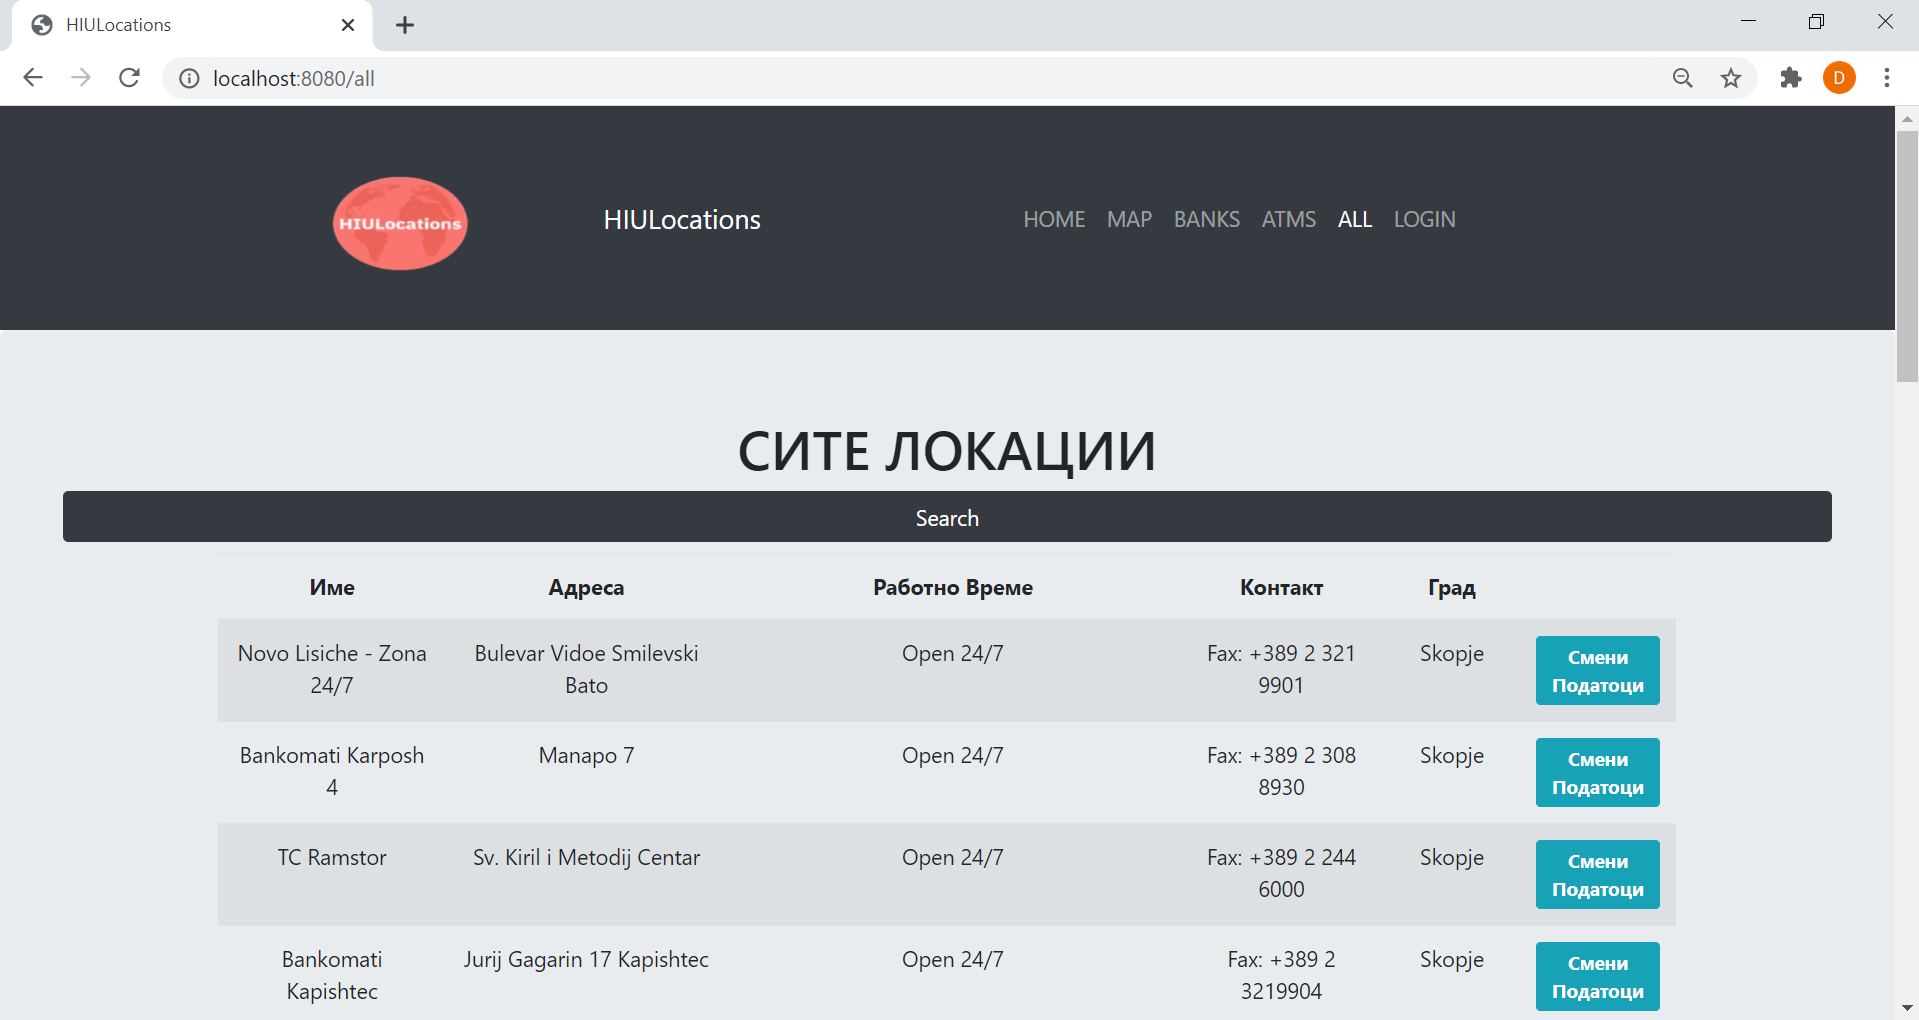 HIULocations
localhost:8080/all
D
HIULocations
HIULocations
HOME MAP BANKS ATMS ALL LOGIN
СИТЕ ЛОКАЦИИ
Search
Име Адреса Работно Време Контакт Град
Novo Lisiche - Zona 24/7 Bulevar Vidoe Smilevski Bato Open 24/7 Fax: +389 2 321 9901 Skopje Смени Податоци
Bankomati Karposh 4 Manapo 7 Open 24/7 Fax: +389 2 308 8930 Skopje Смени Податоци
TC Ramstor Sv. Kiril i Metodij Centar Open 24/7 Fax: +389 2 244 6000 Skopje Смени Податоци
Bankomati Kapishtec Jurij Gagarin 17 Kapishtec Open 24/7 Fax: +389 2 3219904 Skopje Смени Податоци